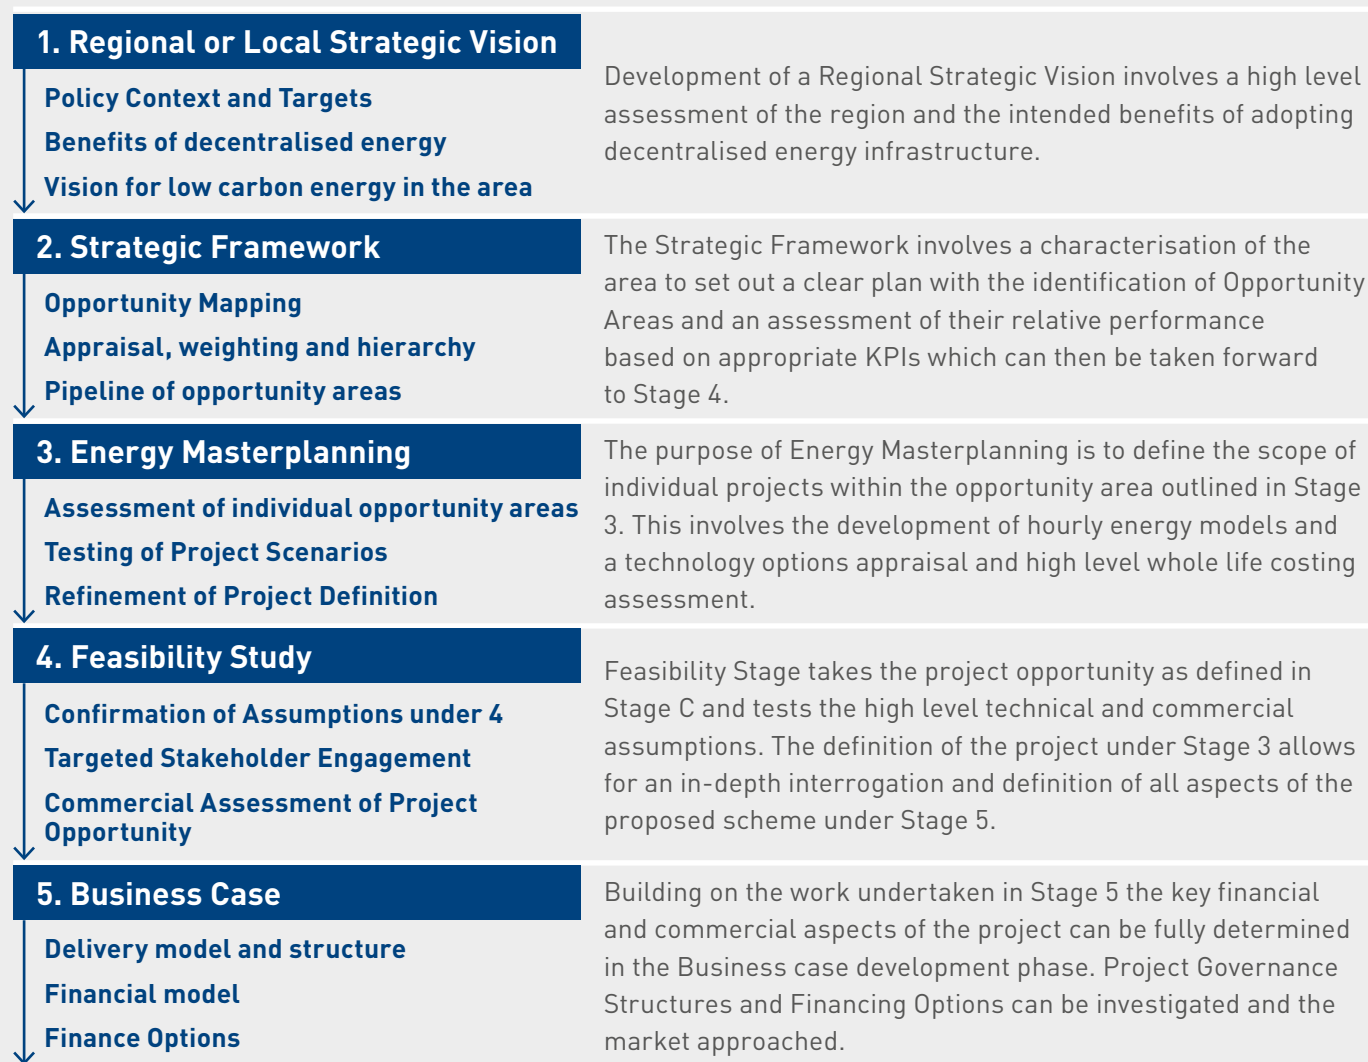 1. Regional or Local Strategic Vision
Policy Context and Targets
Benefits of decentralised energy
Vision for low carbon energy in the area
Development of a Regional Strategic Vision involves a high level
assessment of the region and the intended benefits of adopting
decentralised energy infrastructure.
2. Strategic Framework
Opportunity Mapping
Appraisal, weighting and hierarchy
Pipeline of opportunity areas
The Strategic Framework involves a characterisation of the
area to set out a clear plan with the identification of Opportunity
Areas and an assessment of their relative performance
based on appropriate KPIs which can then be taken forward
to Stage 4.
3. Energy Masterplanning
Assessment of individual opportunity areas
Testing of Project Scenarios
Refinement of Project Definition
The purpose of Energy Masterplanning is to define the scope of
individual projects within the opportunity area outlined in Stage
3. This involves the development of hourly energy models and
a technology options appraisal and high level whole life costing
assessment.
4. Feasibility Study
Confirmation of Assumptions under 4
Targeted Stakeholder Engagement
Commercial Assessment of Project
Opportunity
Feasibility Stage takes the project opportunity as defined in
Stage C and tests the high level technical and commercial
assumptions. The definition of the project under Stage 3 allows
for an in-depth interrogation and definition of all aspects of the
proposed scheme under Stage 5.
5. Business Case
Delivery model and structure
Financial model
Finance Options
Building on the work undertaken in Stage 5 the key financial
and commercial aspects of the project can be fully determined
in the Business case development phase. Project Governance
Structures and Financing Options can be investigated and the
market approached.